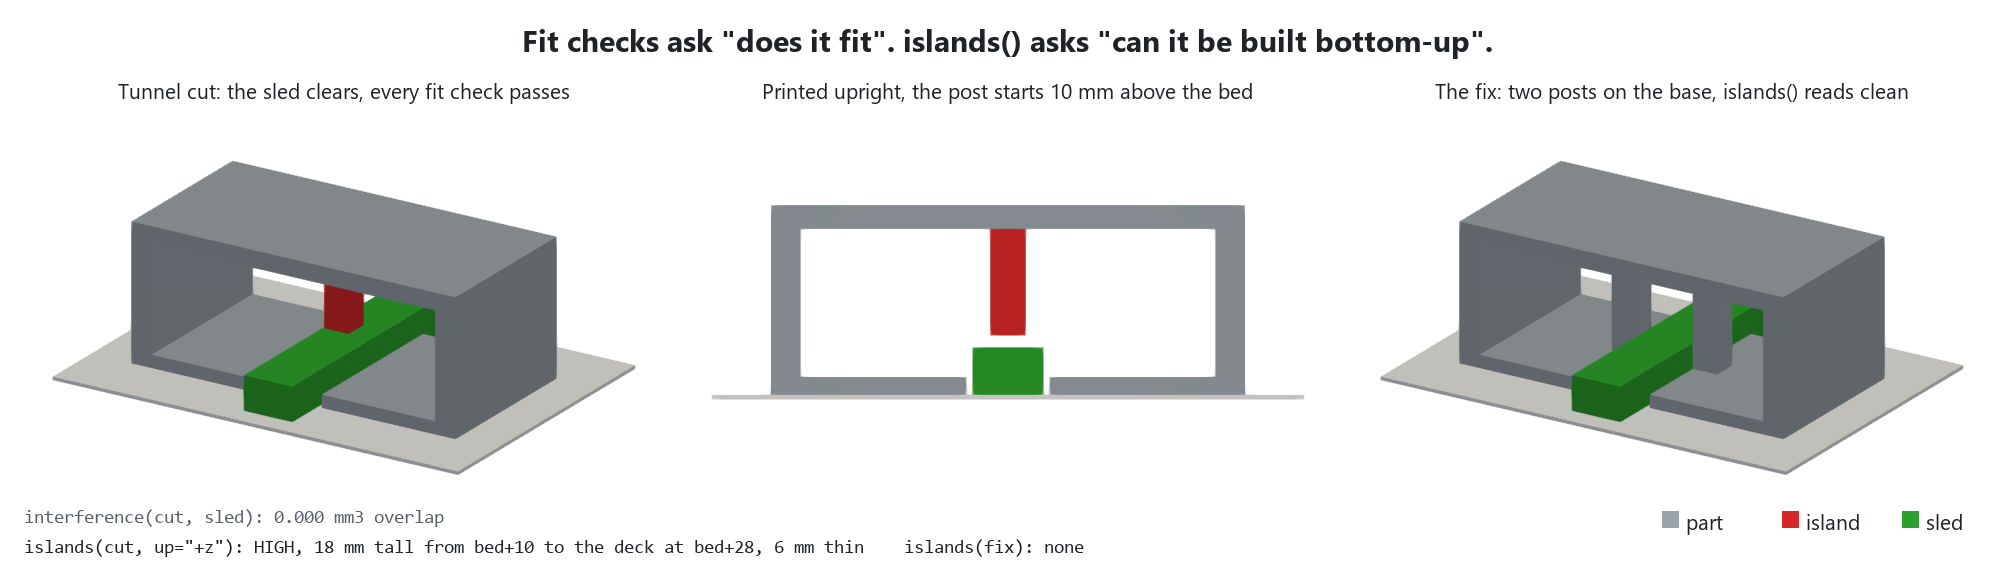 Fit checks ask "does it fit". islands() asks "can it be built bottom-up".
Tunnel cut: the sled clears, every fit check passes
Printed upright, the post starts 10 mm above the bed
The fix: two posts on the base, islands() reads clean
interference(cut, sled): 0.000 mm3 overlap
islands(cut, up="+z"): HIGH, 18 mm tall from bed+10 to the deck at bed+28, 6 mm thin    islands(fix): none
part
island
sled